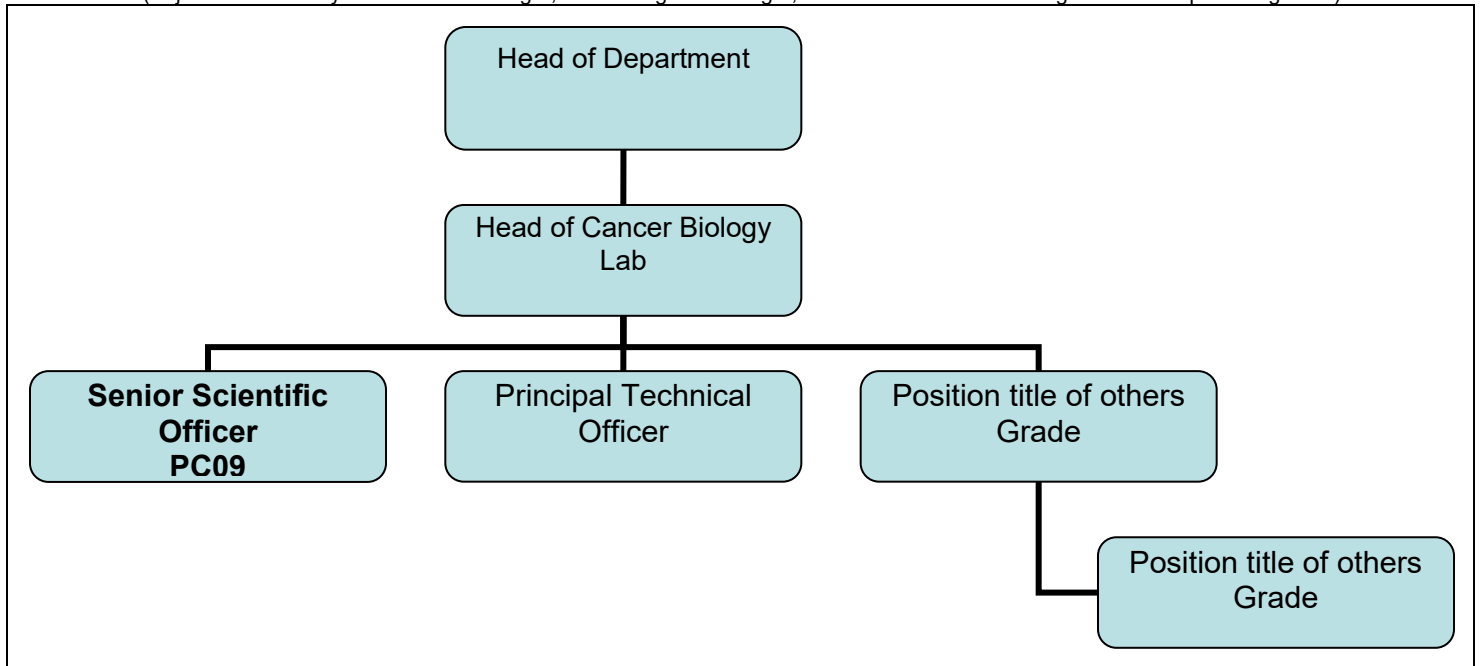 Head of Department
Head of Cancer Biology
Lab
Senior Scientific
Officer
PC09
Principal Technical
Officer
Position title of others
Grade
Position title of others
Grade